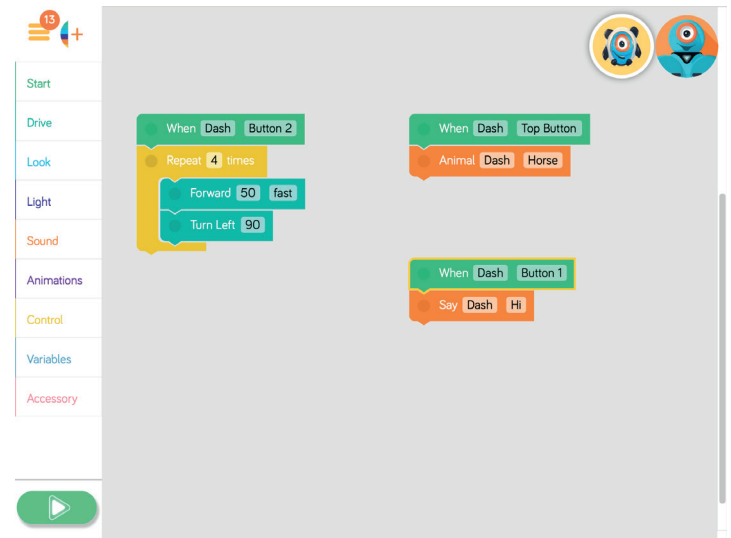 13
Start
Drive
Look
Light
Sound
Animations
Control
Variables
Accessory
When Dash Button 2
Repeat 4 times
Forward 50 fast
Turn Left 90
When Dash Top Button
Animal Dash Horse
When Dash Button 1
Say Dash Hi